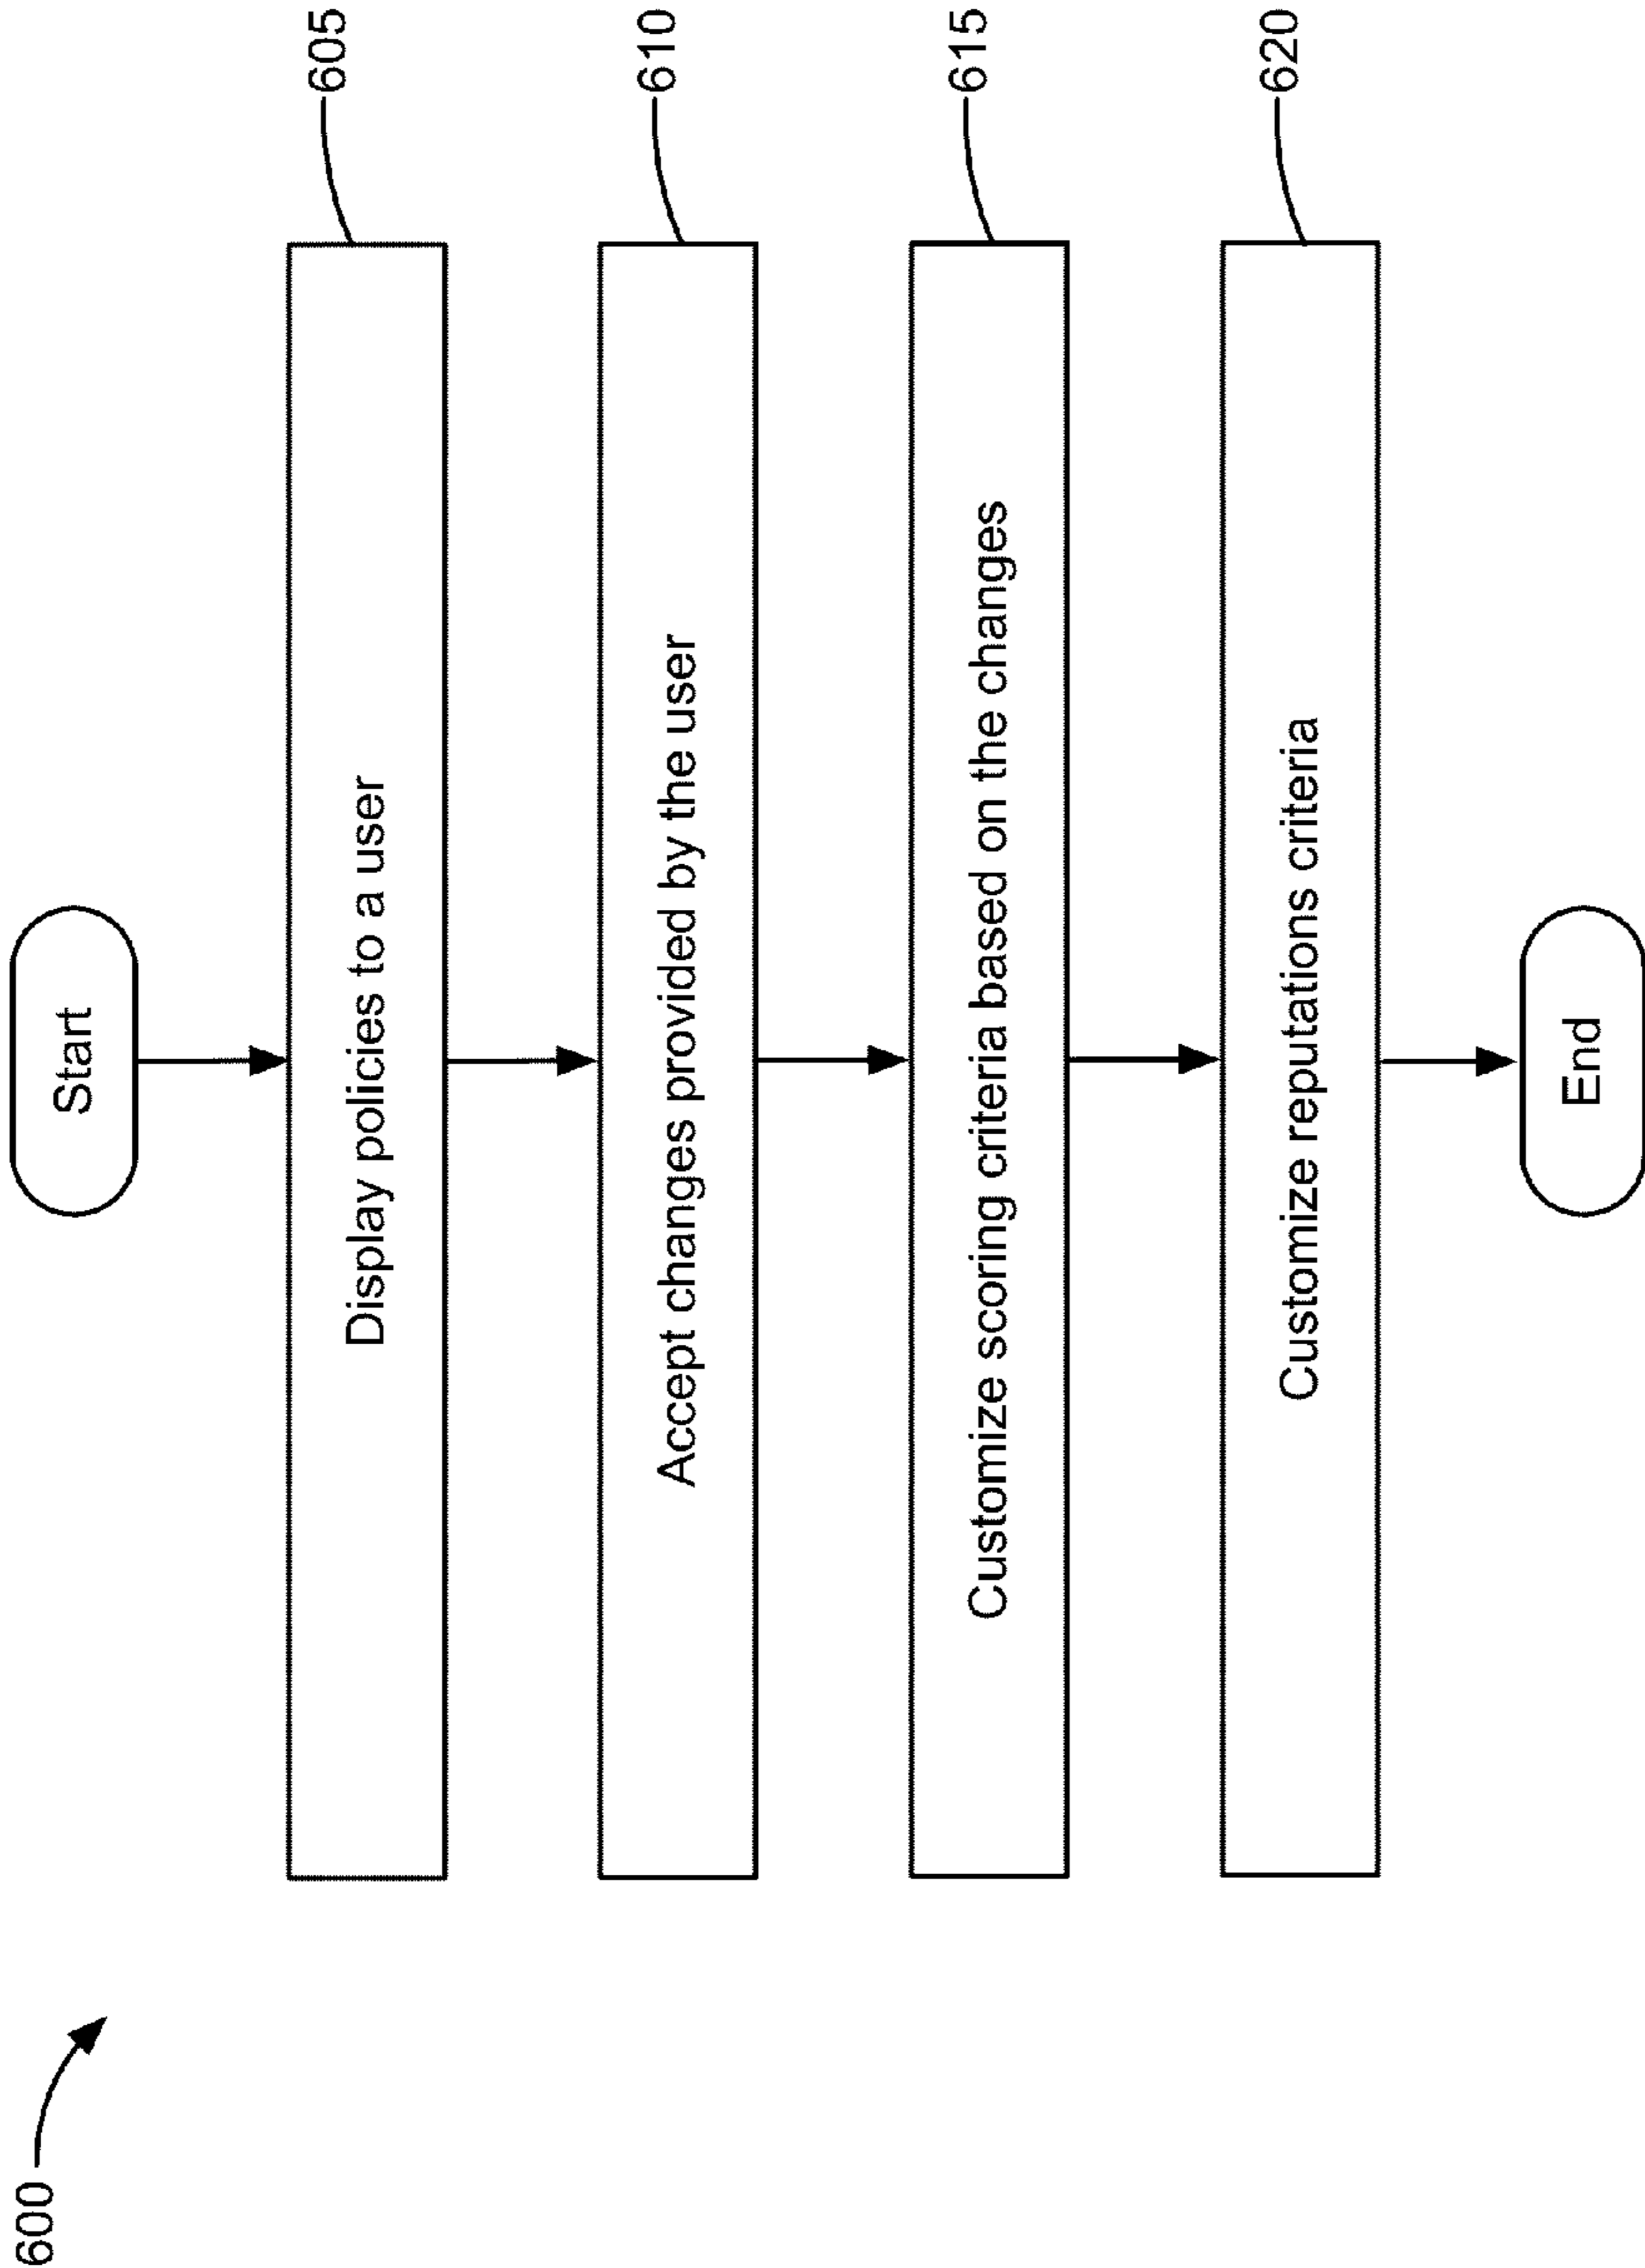 600
Start
Display policies to a user
605
Accept changes provided by the user
610
Customize scoring criteria based on the changes
615
Customize reputations criteria
620
End